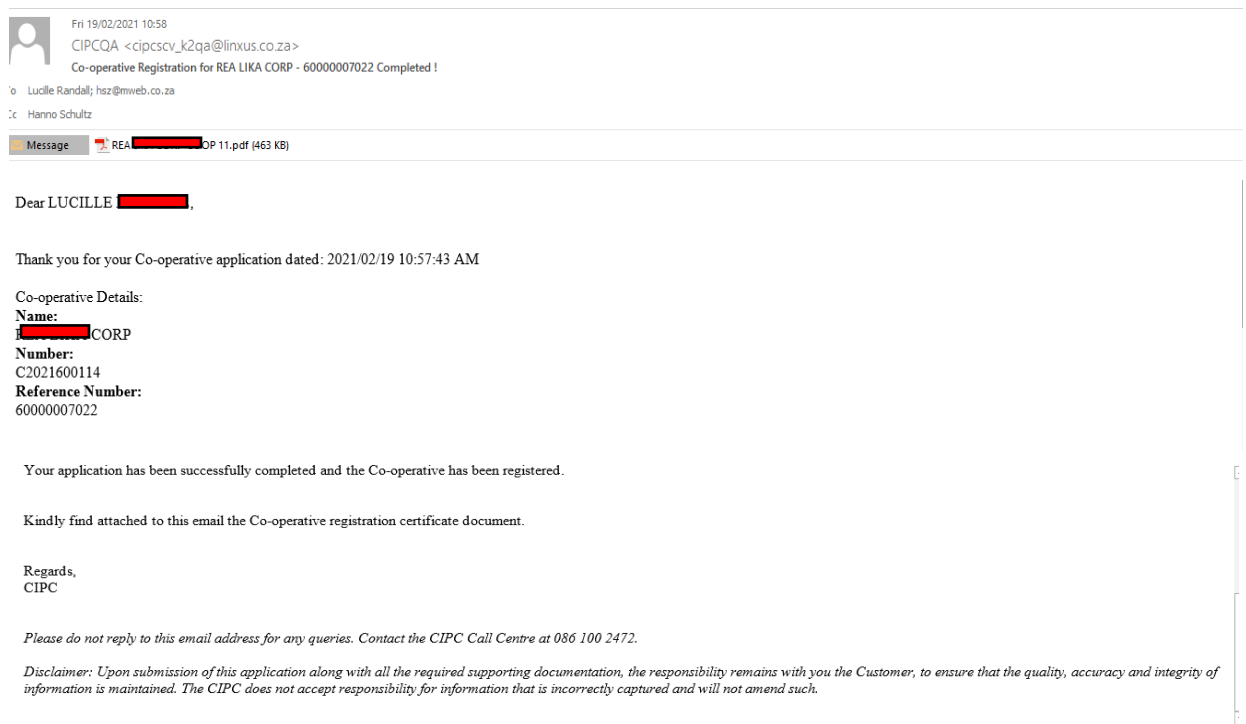 Fri 19/02/2021 10:58
CIPCQA <cipcscv_k2qa@linxus.co.za>
Co-operative Registration for REA LIKA CORP - 60000007022 Completed !
o Lucille Randall; hsz@mweb.co.za
Cc Hanno Schultz
Message REA OP 11.pdf (463 KB)
Dear LUCILLE ,
Thank you for your Co-operative application dated: 2021/02/19 10:57:43 AM
Co-operative Details:
Name:
CORP
Number:
C2021600114
Reference Number:
60000007022
Your application has been successfully completed and the Co-operative has been registered.
Kindly find attached to this email the Co-operative registration certificate document.
Regards,
CIPC
Please do not reply to this email address for any queries. Contact the CIPC Call Centre at 086 100 2472.
Disclaimer: Upon submission of this application along with all the required supporting documentation, the responsibility remains with you the Customer, to ensure that the quality, accuracy and integrity of
information is maintained. The CIPC does not accept responsibility for information that is incorrectly captured and will not amend such.